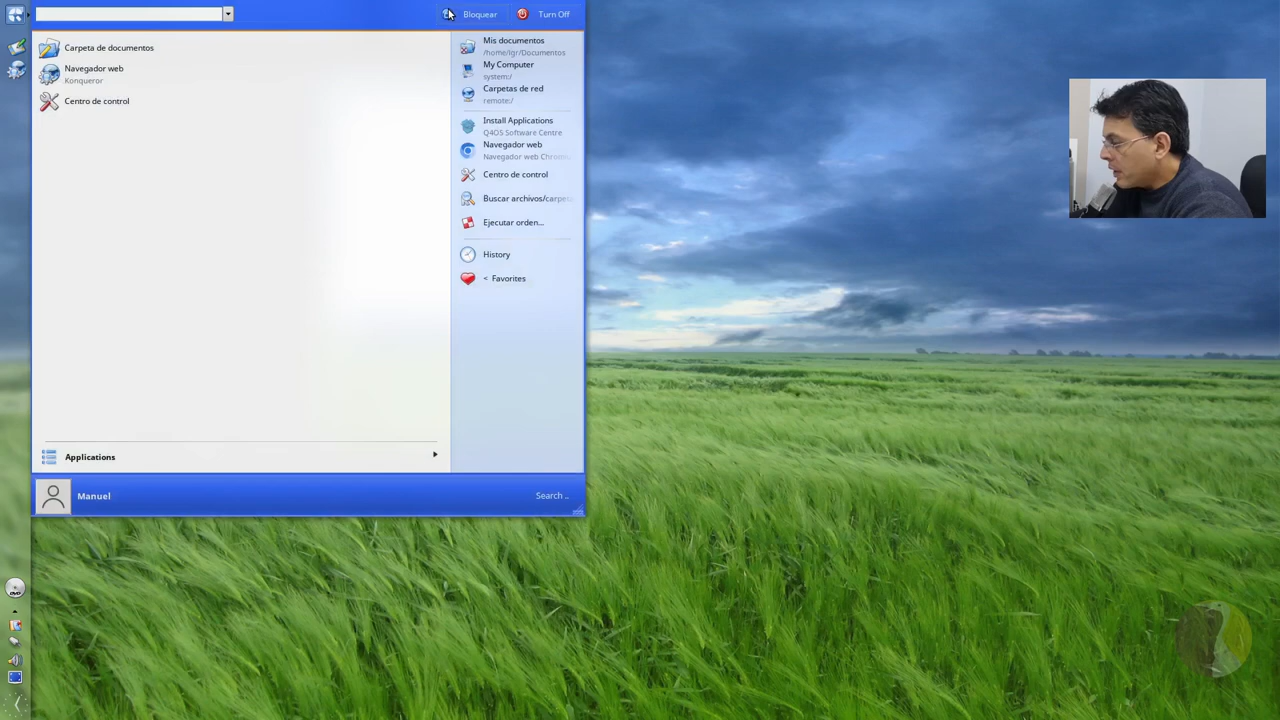 Bloquear
Turn Off
Carpeta de documentos
Navegador web
Konqueror
Centro de control
Mis documentos
/home/lgr/Documentos
My Computer
system:/
Carpetas de red
remote:/
Install Applications
Q4OS Software Centre
Navegador web
Navegador web Chromi
Centro de control
Buscar archivos/carpe
Ejecutar orden...
History
< Favorites
Applications
Manuel
Search ..